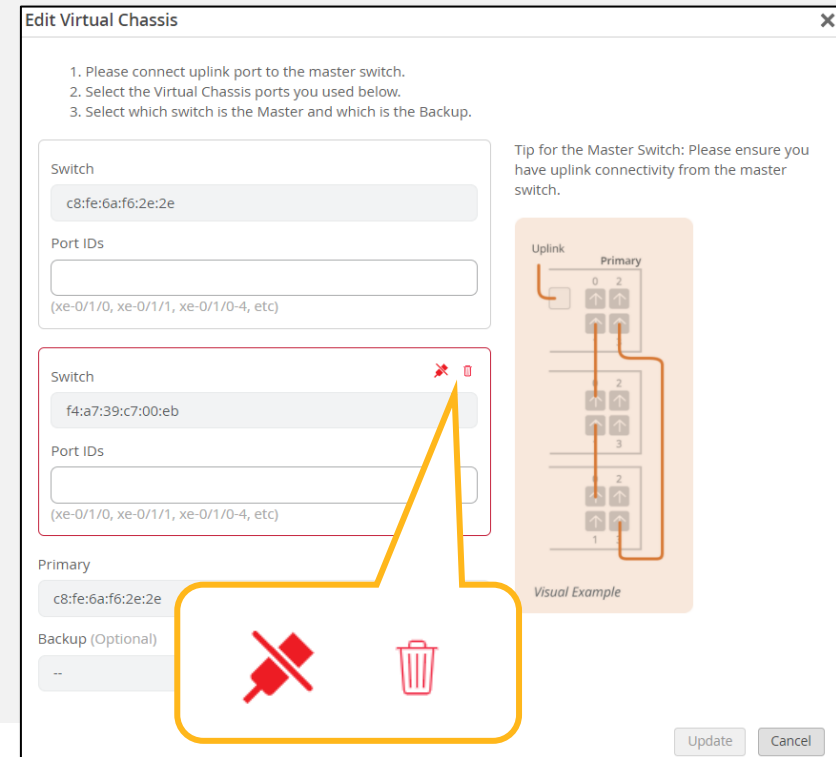 Edit Virtual Chassis
1. Please connect uplink port to the master switch.
2. Select the Virtual Chassis ports you used below.
3. Select which switch is the Master and which is the Backup.
Switch
c8:fe:6a:f6:2e:2e
Port IDs
(xe-0/1/0, xe-0/1/1, xe-0/1/0-4, etc)
Switch
f4:a7:39:c7:00:eb
Port IDs
(xe-0/1/0, xe-0/1/1, xe-0/1/0-4, etc)
Primary
c8:fe:6a:f6:2e:2e
Backup (Optional)
--
Tip for the Master Switch: Please ensure you
have uplink connectivity from the master
switch.
Uplink
Primary
0 2
2
3
2
1
Visual Example
Update Cancel